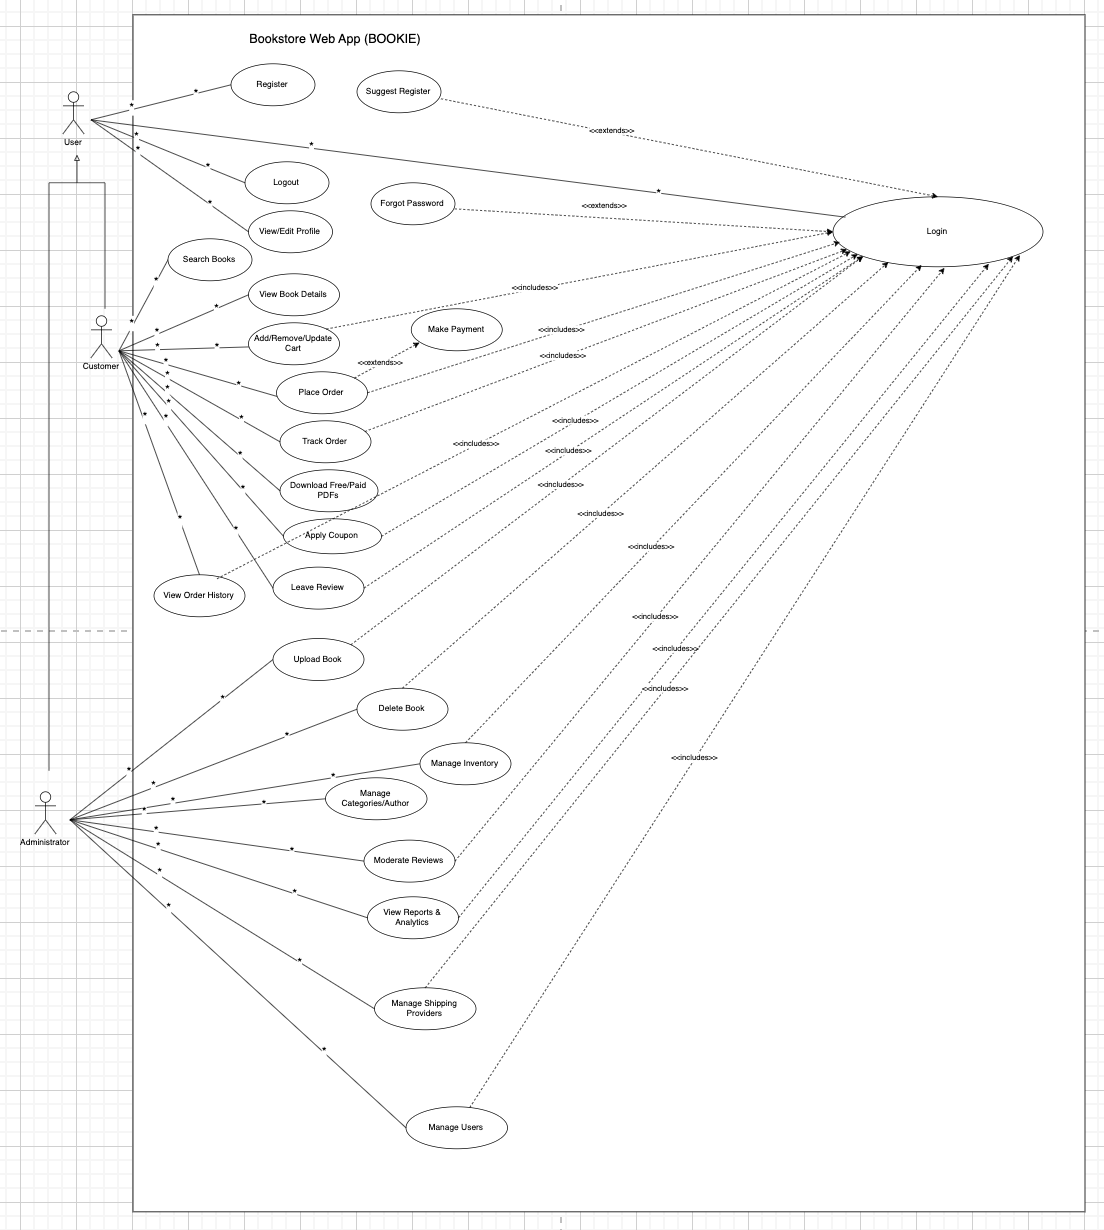 Bookstore Web App (BOOKIE)
Register
Suggest Register
User
<<extends>>
Logout
Forgot Password
<<extends>>
View/Edit Profile
Login
Search Books
View Book Details
<<includes>>
Add/Remove/Update
Cart
Make Payment
<<includes>>
<<includes>>
Customer
<<extends>>
Place Order
Track Order
<<includes>>
<<includes>>
<<includes>>
Download Free/Paid
PDFs
<<includes>>
<<includes>>
Apply Coupon
<<includes>>
Leave Review
View Order History
<<includes>>
<<includes>>
Upload Book
<<includes>>
Delete Book
<<includes>>
Manage Inventory
Manage
Categories/Author
Administrator
Moderate Reviews
View Reports &
Analytics
Manage Shipping
Providers
Manage Users